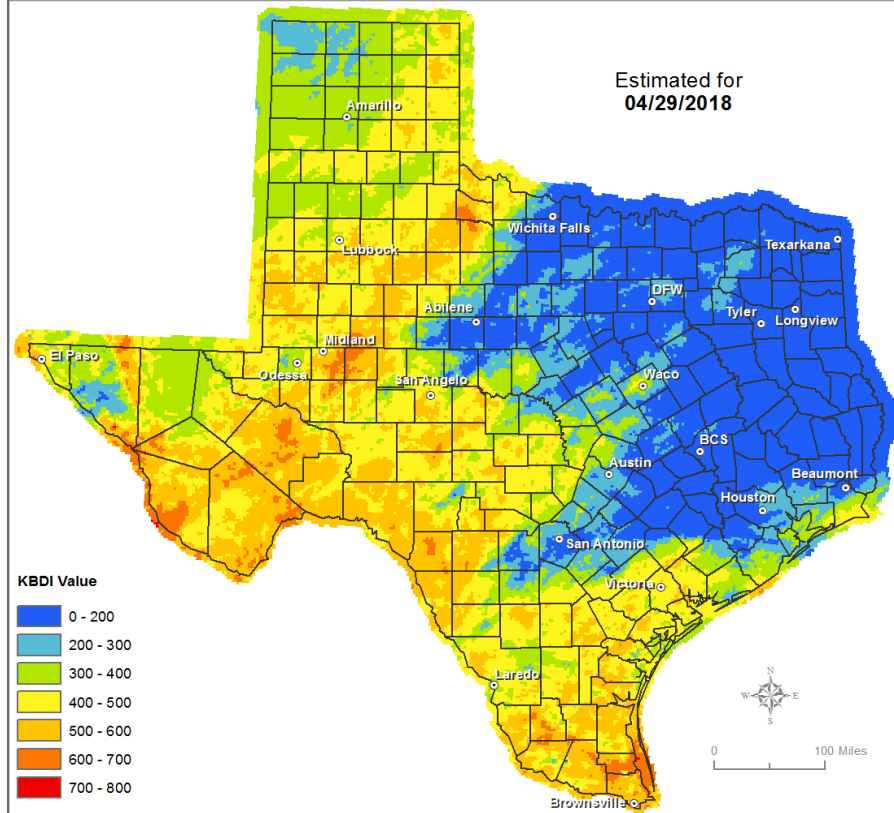 Estimated for
04/29/2018
Amarillo
Wichita Falls
Texarkana
Lubbock
DFW
Abilene
Tyler
Longview
Midland
El Paso
Odessa
San Angelo
Waco
BCS
Austin
Beaumont
Houston
San Antonio
Victoria
Laredo
Brownsville
KBDI Value
0 - 200
200 - 300
300 - 400
400 - 500
500 - 600
600 - 700
700 - 800
N
W E
S
0 100 Miles